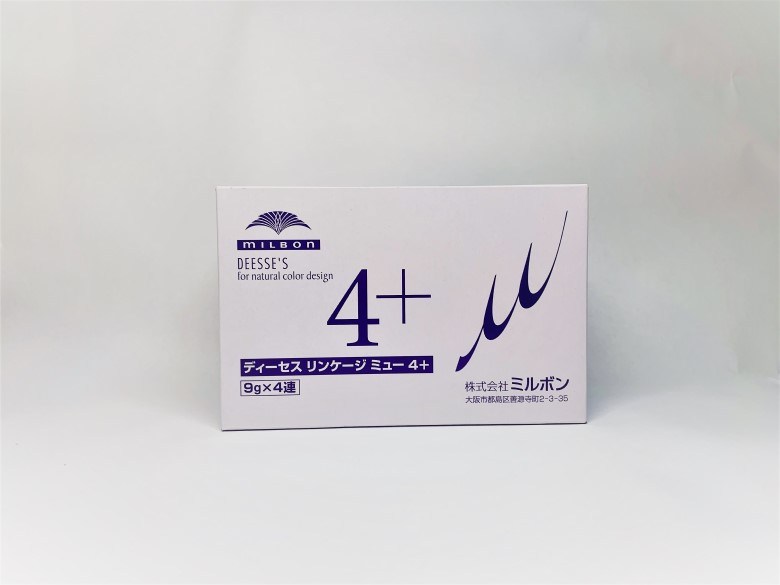 MILBON
DEESSE'S
for natural color design
4+
μ
ディーセス リンケージ ミュー 4+
9g×4連
株式会社 ミルボン
大阪市都島区善源寺町2-3-35